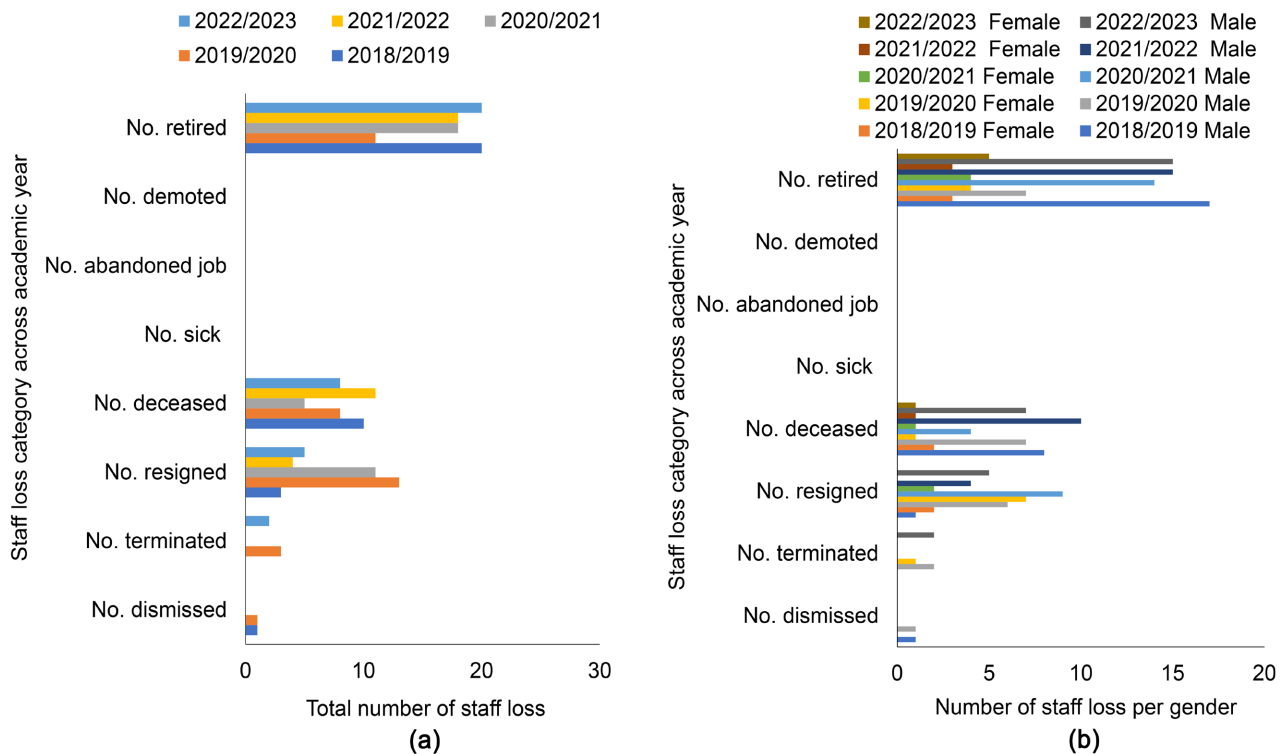 2022/2023 2021/2022 2020/2021
2019/2020 2018/2019
Staff loss category across academic year
No. retired
No. demoted
No. abandoned job
No. sick
No. deceased
No. resigned
No. terminated
No. dismissed
0 10 20 30
Total number of staff loss
(a)
2022/2023 Female 2022/2023 Male
2021/2022 Female 2021/2022 Male
2020/2021 Female 2020/2021 Male
2019/2020 Female 2019/2020 Male
2018/2019 Female 2018/2019 Male
Staff loss category across academic year
No. retired
No. demoted
No. abandoned job
No. sick
No. deceased
No. resigned
No. terminated
No. dismissed
0 5 10 15 20
Number of staff loss per gender
(b)